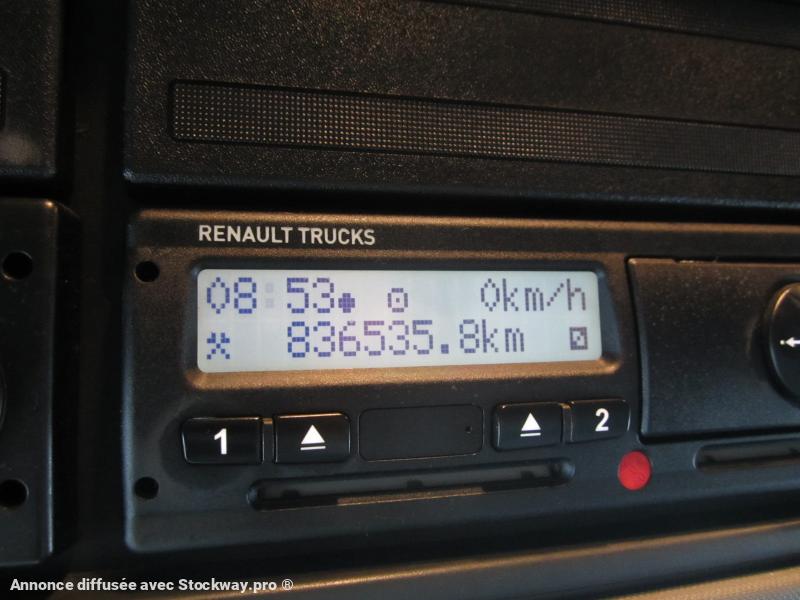 RENAULT TRUCKS
08:53 0km/h
836535.8km
1 2
Annonce diffusée avec Stockway.pro ®